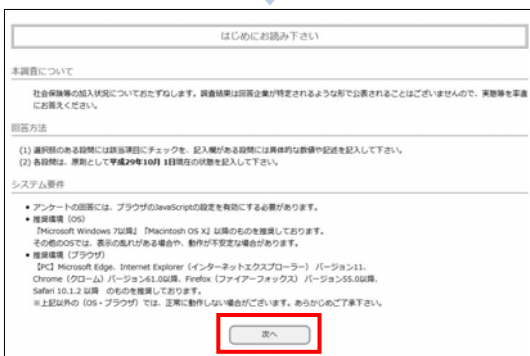 はじめにお読み下さい
本調査について
社会保険等の加入状況についておたずねします。調査結果は回答企業が特定されるような形で公表されることはございませんので、実態等を率直
にお答えください。
回答方法
(1) 選択肢のある設問には該当項目にチェックを、記入欄がある設問には具体的な数値や記述を記入して下さい。
(2) 各設問は、原則として平成29年10月 1日現在の状態を記入して下さい。
システム要件
• アンケートの回答には、ブラウザのJavaScriptの設定を有効にする必要があります。
• 推奨環境（OS）
『Microsoft Windows 7以降』『Macintosh OS X』以降のものを推奨しております。
その他のOSでは、表示の乱れがある場合や、動作が不安定な場合があります。
• 推奨環境（ブラウザ）
【PC】Microsoft Edge、Internet Explorer（インターネットエクスプローラー） バージョン11、
Chrome（クローム）バージョン61.0以降、Firefox（ファイアーフォックス） バージョン55.0以降、
Safari 10.1.2 以降 のものを推奨しております。
※上記以外の（OS・ブラウザ）では、正常に動作しない場合がございます。あらかじめご了承下さい。
次へ